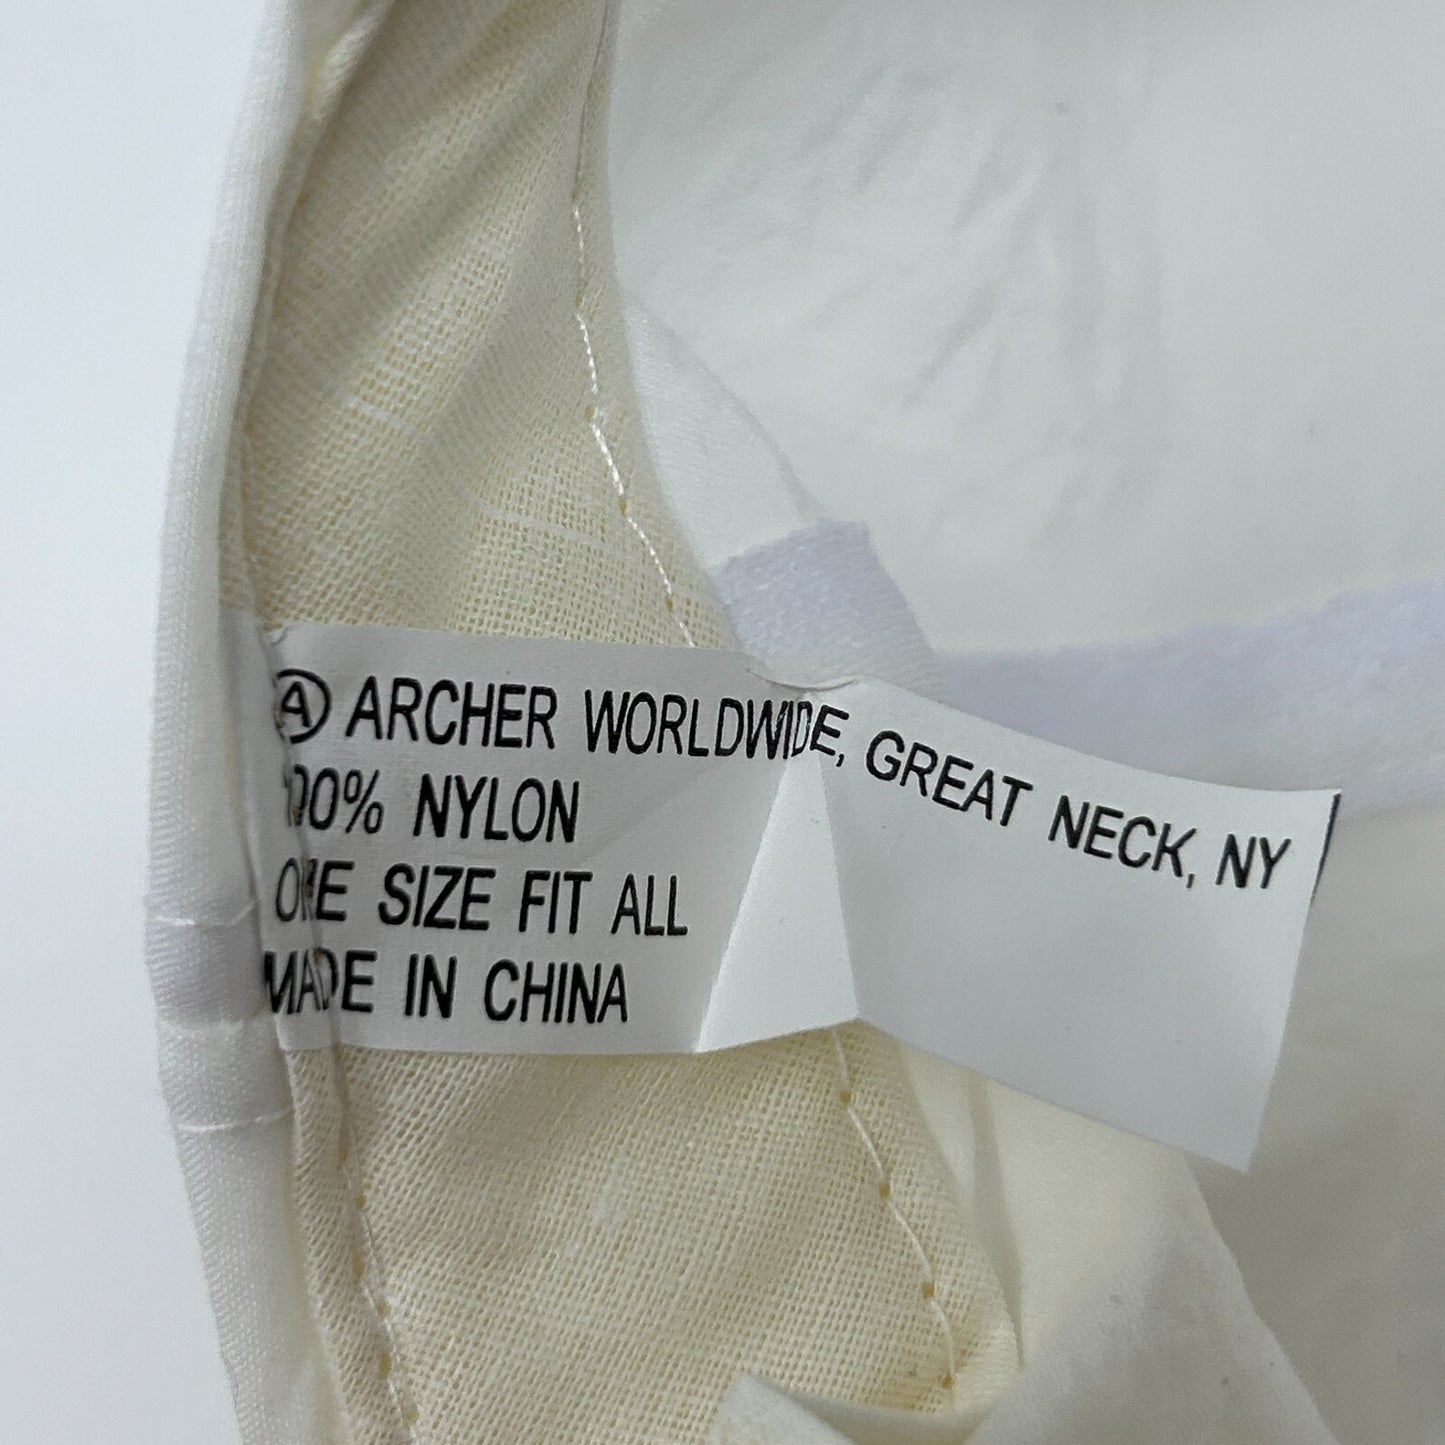 Ⓐ ARCHER WORLDWIDE, GREAT NECK, NY
100% NYLON
ONE SIZE FIT ALL
MADE IN CHINA